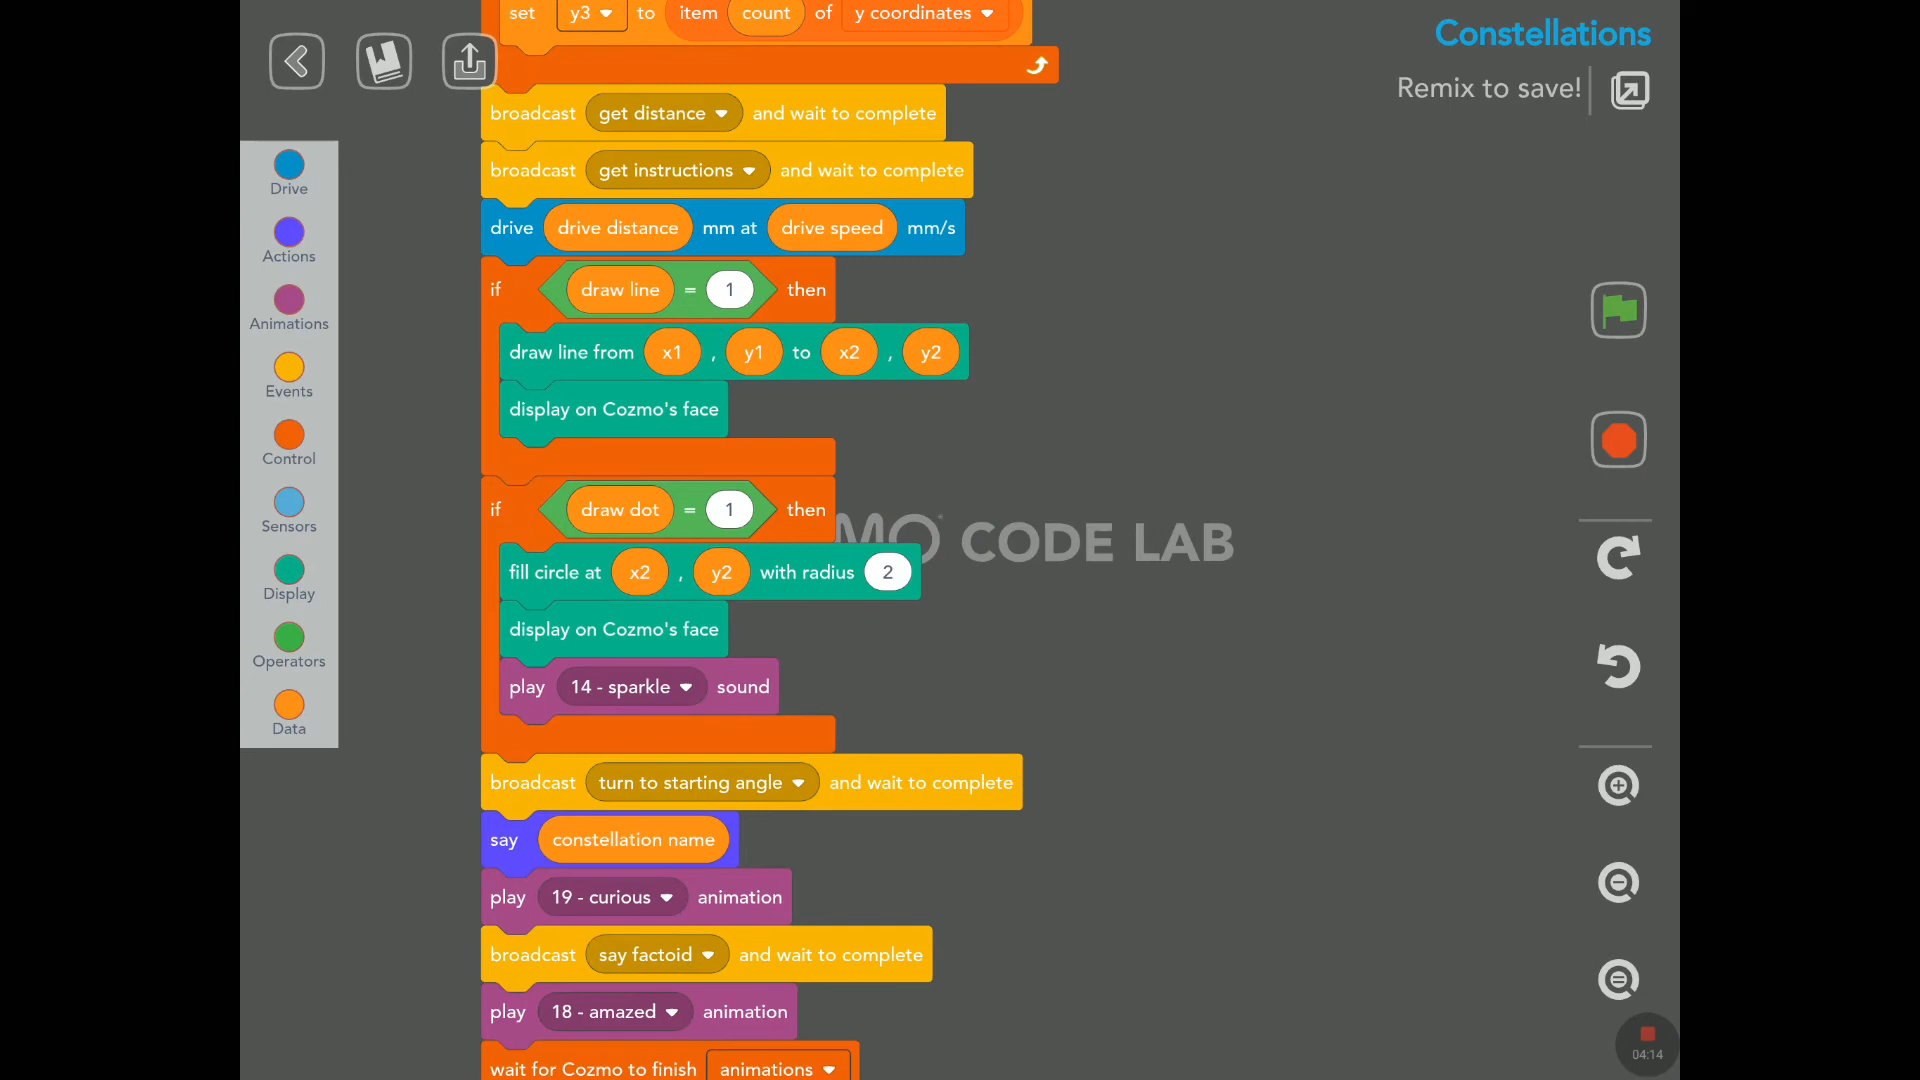 set y3 to item count of y coordinates
Constellations
Remix to save!
broadcast get distance and wait to complete
broadcast get instructions and wait to complete
drive drive distance mm at drive speed mm/s
if draw line = 1 then
draw line from x1 , y1 to x2 , y2
display on Cozmo's face
if draw dot = 1 then
MO CODE LAB
fill circle at x2 , y2 with radius 2
display on Cozmo's face
play 14 - sparkle sound
broadcast turn to starting angle and wait to complete
say constellation name
play 19 - curious animation
broadcast say factoid and wait to complete
play 18 - amazed animation
wait for Cozmo to finish animations
Drive
Actions
Animations
Events
Control
Sensors
Display
Operators
Data
04:14